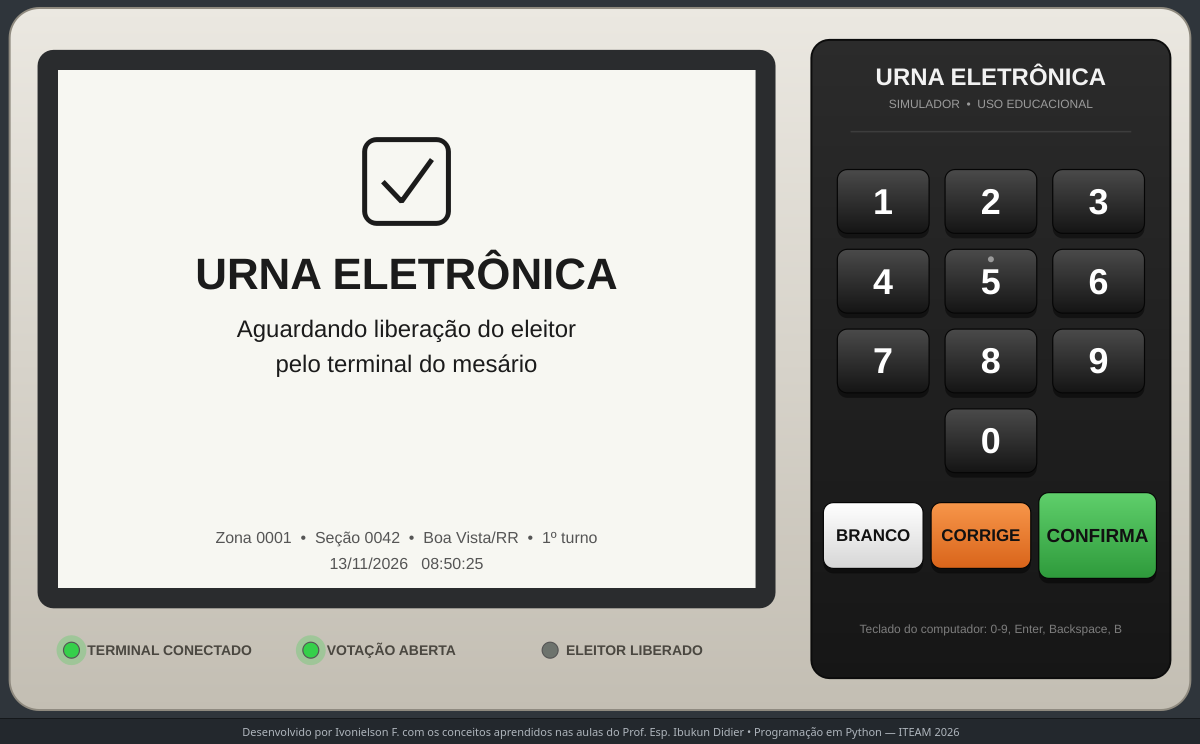 URNA ELETRÔNICA
Aguardando liberação do eleitor
pelo terminal do mesário
Zona 0001 • Seção 0042 • Boa Vista/RR • 1º turno
13/11/2026 08:50:25
TERMINAL CONECTADO
VOTAÇÃO ABERTA
ELEITOR LIBERADO
URNA ELETRÔNICA
SIMULADOR • USO EDUCACIONAL
1 2 3
4 5 6
7 8 9
0
BRANCO CORRIGE CONFIRMA
Teclado do computador: 0-9, Enter, Backspace, B
Desenvolvido por Ivonielson F. com os conceitos aprendidos nas aulas do Prof. Esp. Ibukun Didier • Programação em Python — ITEAM 2026